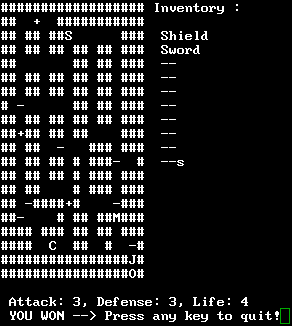 ################## Inventory :
##  +  ###########
## ## ##S      ###  Shield
## ## ## ## ## ###  Sword
##       ## ## ###  --
## ## ## ## ## ###  --
## ## ## ## ## ###  --
# -      ## ## ###  --
## ## ## ## ## ###  --
##+## ## ##    ###  --
## ##  -   ### ###  --
## ## ## # ###-  #  --s
## ## ## # ### ###
## ##    # ### ###
## -####+#    -###
##-    # ## ##M###
#### ### ## ## ###
####  C  ##  #  -#
################J#
################O#
Attack: 3, Defense: 3, Life: 4
YOU WON --> Press any key to quit!